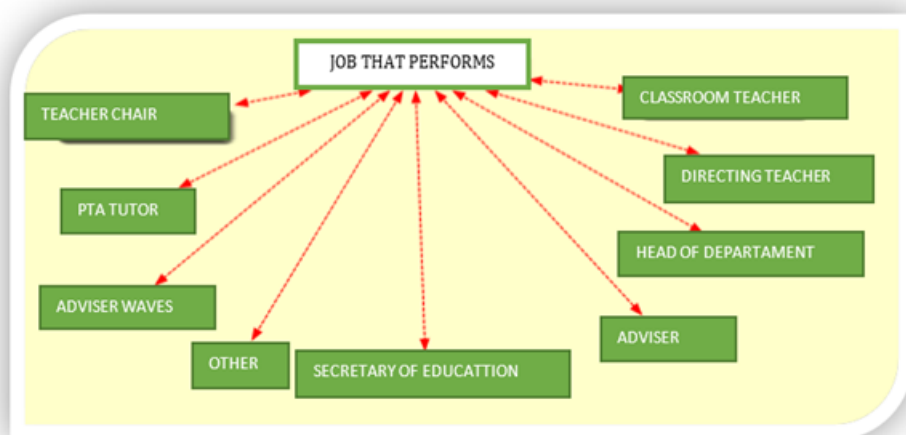 JOB THAT PERFORMS
TEACHER CHAIR
CLASSROOM TEACHER
DIRECTING TEACHER
PTA TUTOR
HEAD OF DEPARTAMENT
ADVISER WAVES
ADVISER
OTHER
SECRETARY OF EDUCATTION